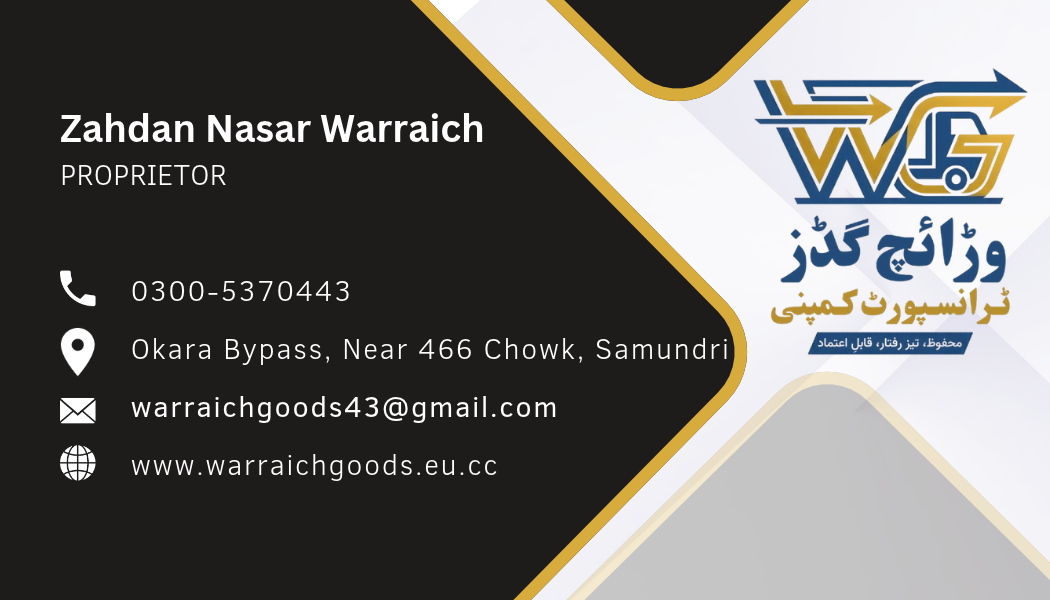 Zahdan Nasar Warraich
PROPRIETOR
0300-5370443
Okara Bypass, Near 466 Chowk, Samundri
warraichgoods43@gmail.com
www.warraichgoods.eu.cc
WG
وڑائچ گڈز
ٹرانسپورٹ کمپنی
محفوظ، تیز رفتار، قابلِ اعتماد